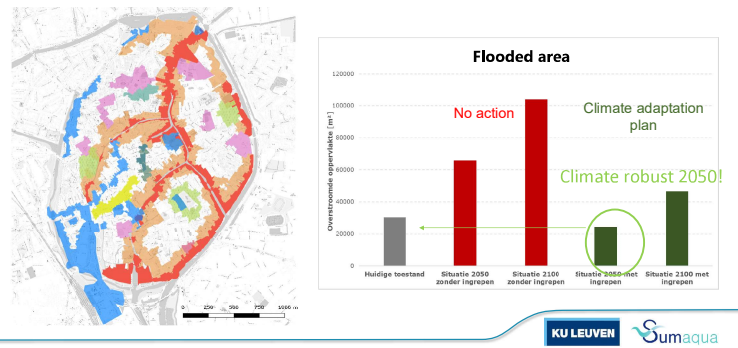 Flooded area
120000
100000
80000
60000
40000
20000
0
Overstroomde oppervlakte [m²]
No action
Climate adaptation
plan
Climate robust 2050!
Huidige toestand
Situatie 2050
zonder ingrepen
Situatie 2100
zonder ingrepen
Situatie 2050 met
ingrepen
Situatie 2100 met
ingrepen
0 250 500 750 1000 m
KU LEUVEN
Sumaqua